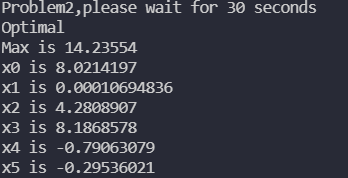 Problem2,please wait for 30 seconds
Optimal
Max is 14.23554
x0 is 8.0214197
x1 is 0.00010694836
x2 is 4.2808907
x3 is 8.1868578
x4 is -0.79063079
x5 is -0.29536021